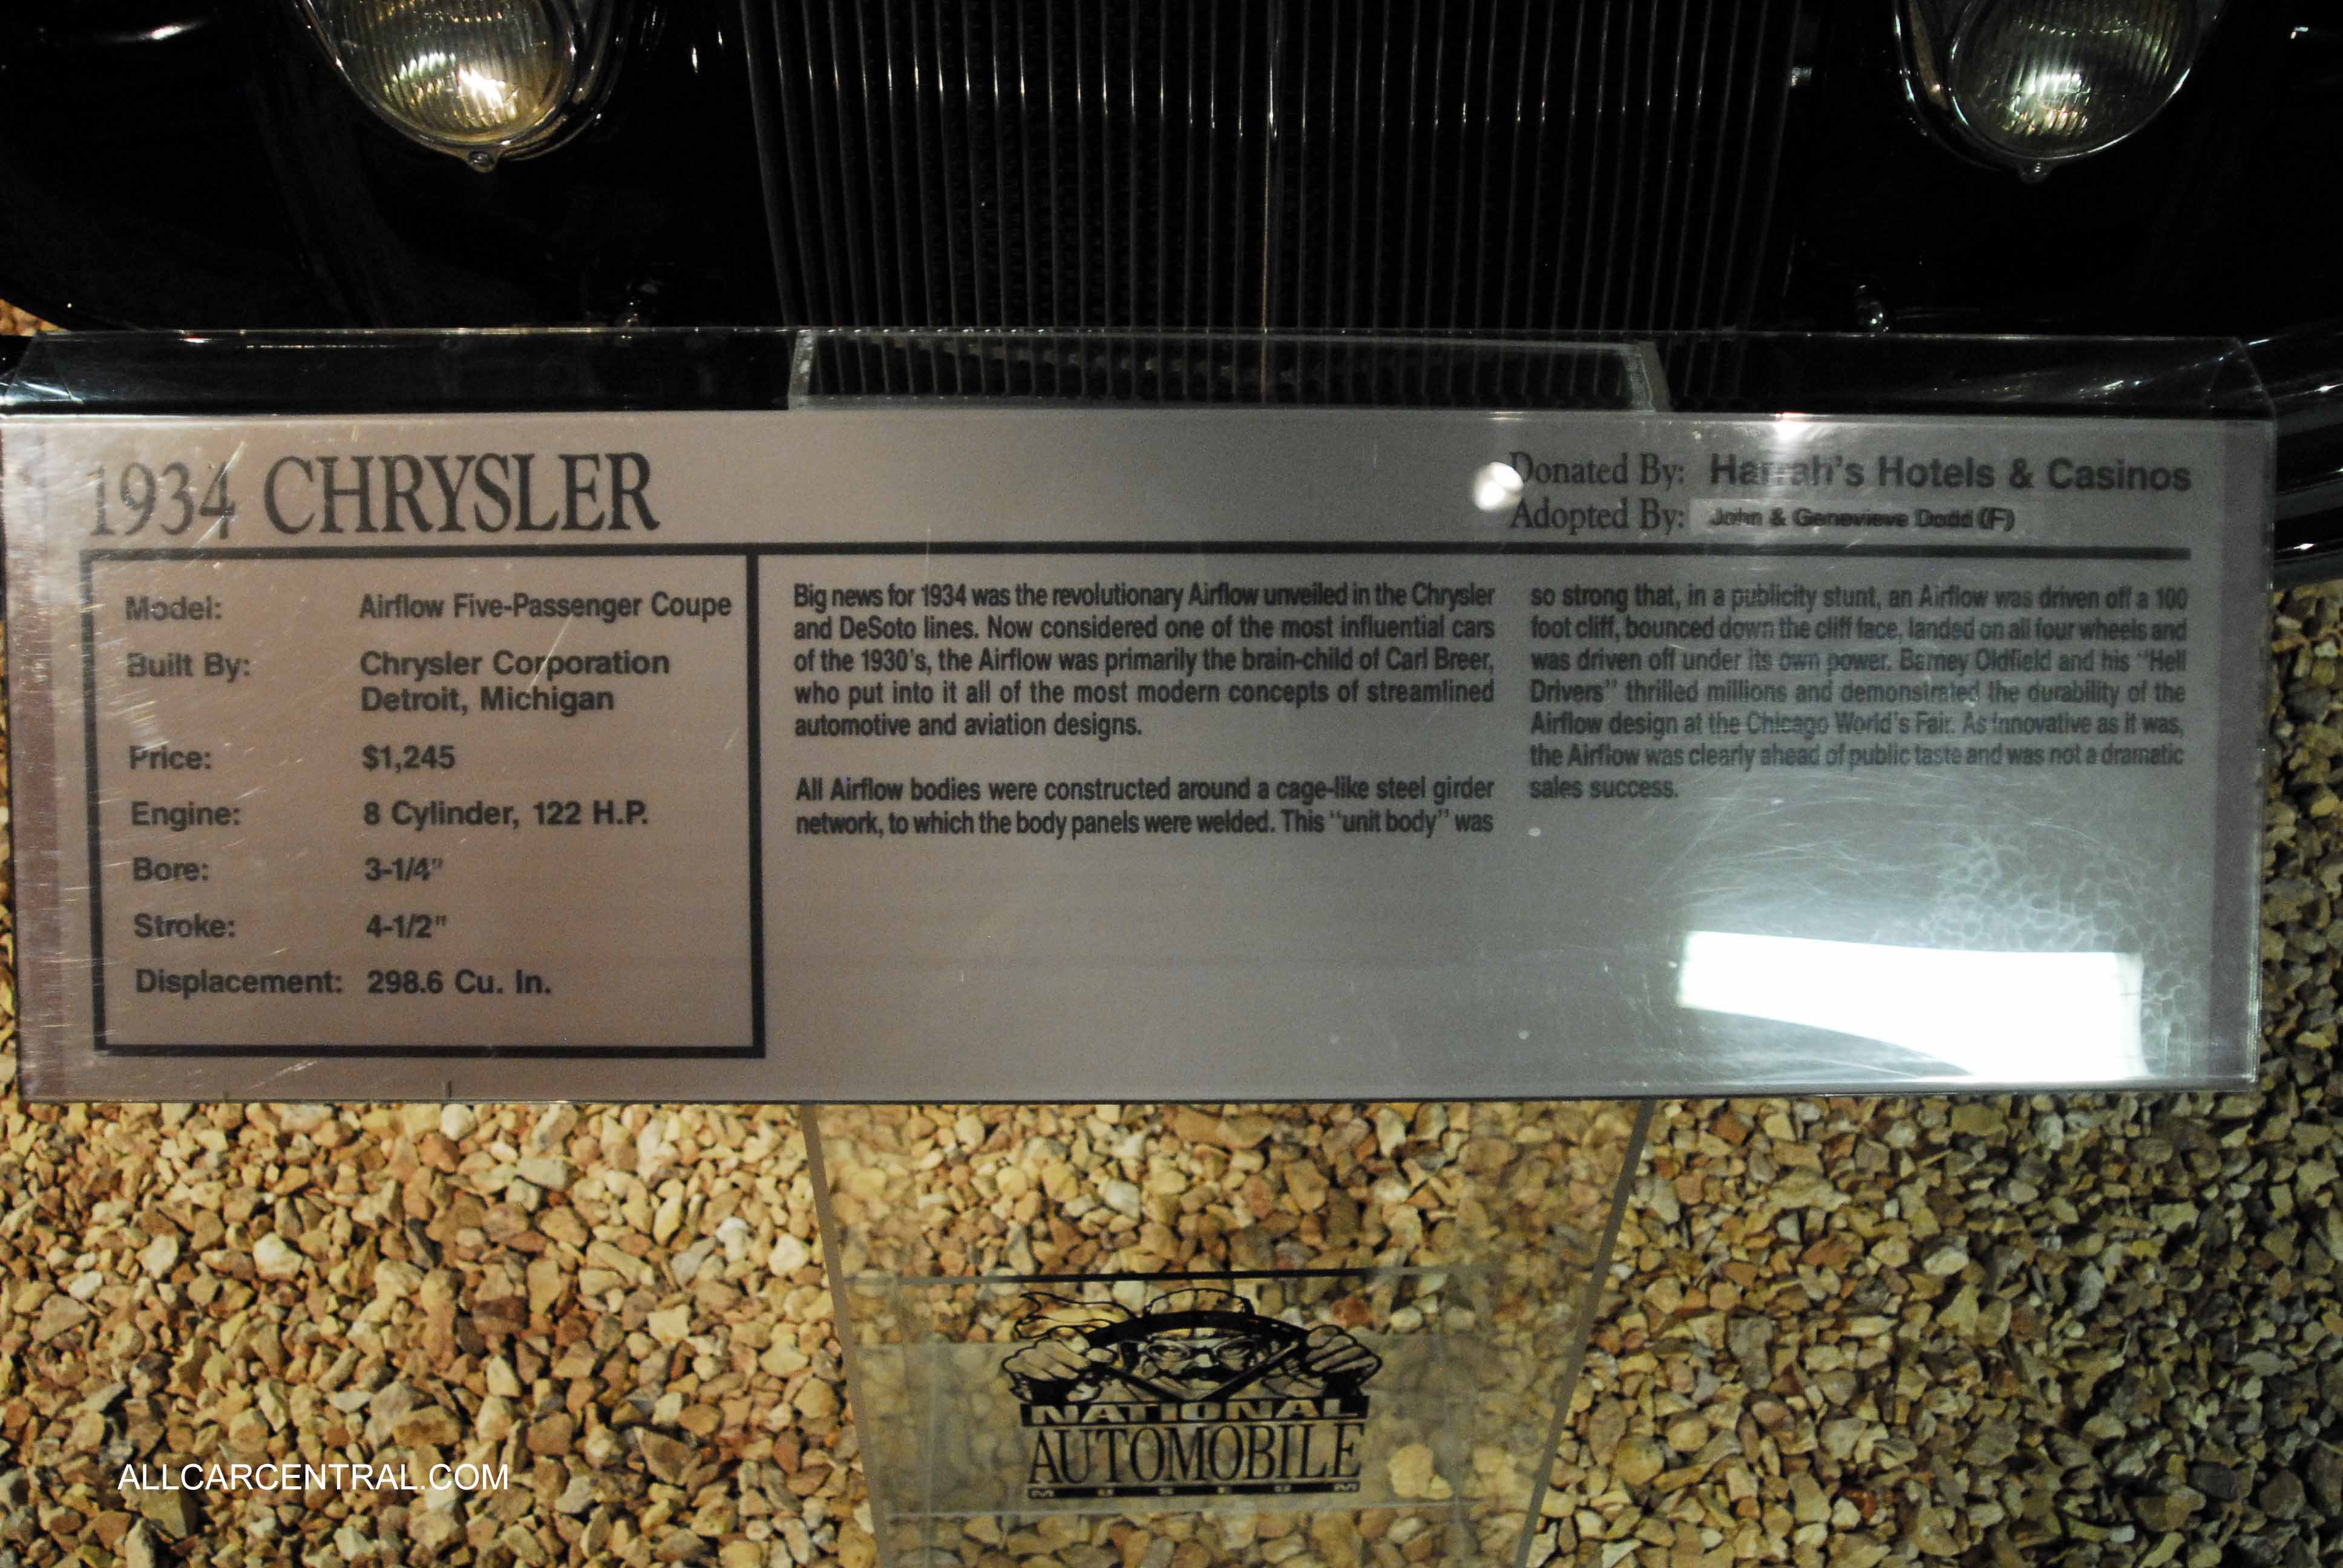 1934 CHRYSLER
Donated By: Harrah's Hotels & Casinos
Adopted By: John & Genevieve Dodd (F)
Model: Airflow Five-Passenger Coupe
Built By: Chrysler Corporation
Detroit, Michigan
Price: $1,245
Engine: 8 Cylinder, 122 H.P.
Bore: 3-1/4"
Stroke: 4-1/2"
Displacement: 298.6 Cu. In.
Big news for 1934 was the revolutionary Airflow unveiled in the Chrysler
and DeSoto lines. Now considered one of the most influential cars
of the 1930's, the Airflow was primarily the brain-child of Carl Breer,
who put into it all of the most modern concepts of streamlined
automotive and aviation designs.
All Airflow bodies were constructed around a cage-like steel girder
network, to which the body panels were welded. This "unit body" was
so strong that, in a publicity stunt, an Airflow was driven off a 100
foot cliff, bounced down the cliff face, landed on all four wheels and
was driven off under its own power. Barney Oldfield and his "Hell
Drivers" thrilled millions and demonstrated the durability of the
Airflow design at the Chicago World's Fair. As innovative as it was,
the Airflow was clearly ahead of public taste and was not a dramatic
sales success.
NATIONAL
AUTOMOBILE
MUSEUM
ALLCARCENTRAL.COM